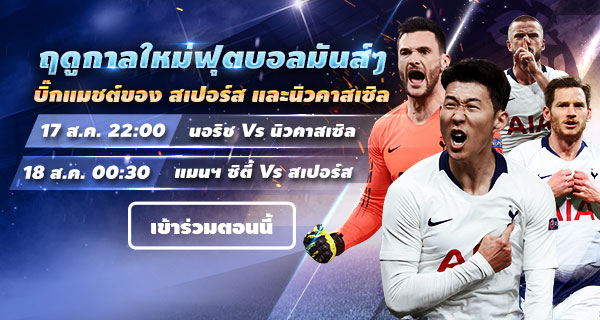 ฤดูกาลใหม่ฟุตบอลมันส์ๆ
บิ๊กแมชต์ของ สเปอร์ส และนิวคาสเซิล
17 ส.ค. 22:00 นอริช Vs นิวคาสเซิล
18 ส.ค. 00:30 แมนฯ ซิตี้ Vs สเปอร์ส
เข้าร่วมตอนนี้
AIA
AIA
AIA